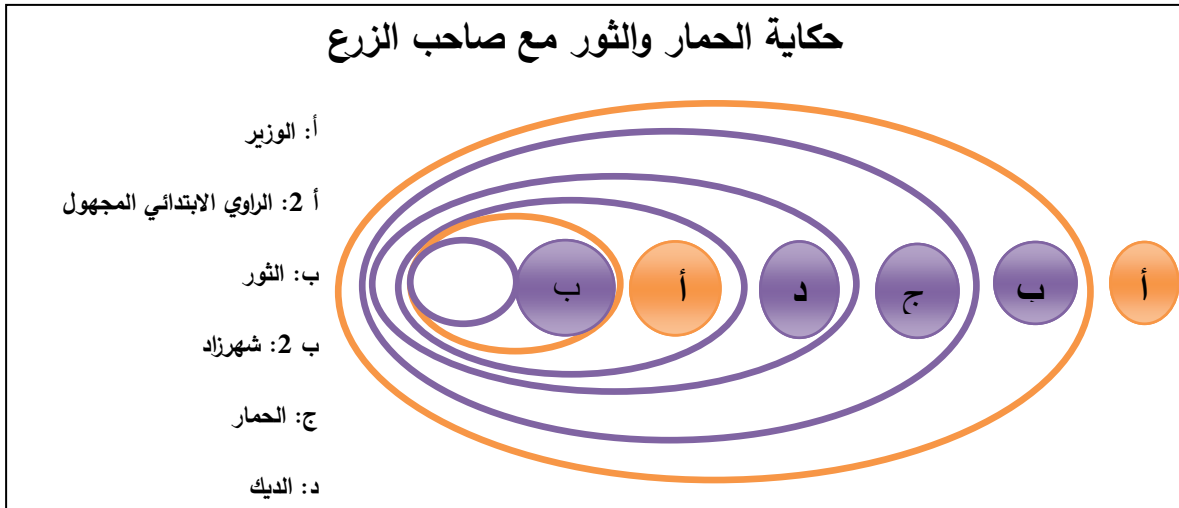 حكاية الحمار والثور مع صاحب الزرع
أ: الوزير
أ 2: الراوي الابتدائي المجهول
ب: الثور
ب 2: شهرزاد
ج: الحمار
د: الديك
أ
ب
ج
د
أ
ب